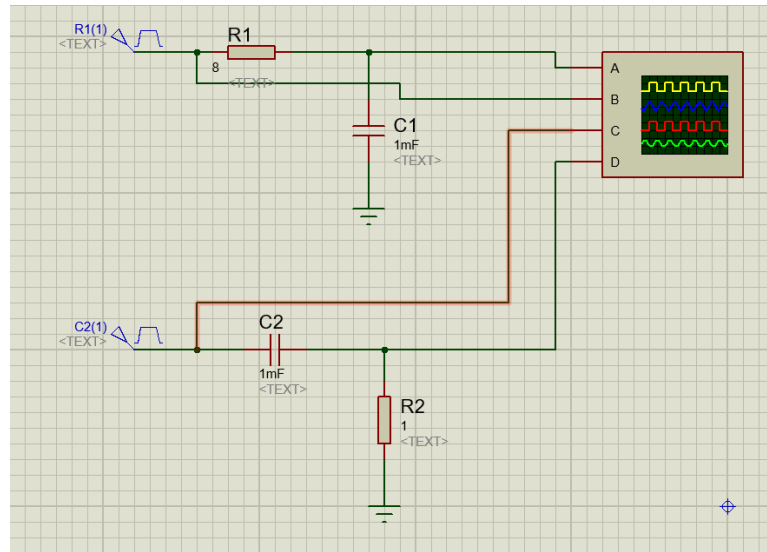 R1(1)
<TEXT>
R1
8
<TEXT>
A
B
C
D
C1
1mF
<TEXT>
C2(1)
<TEXT>
C2
1mF
<TEXT>
R2
1
<TEXT>